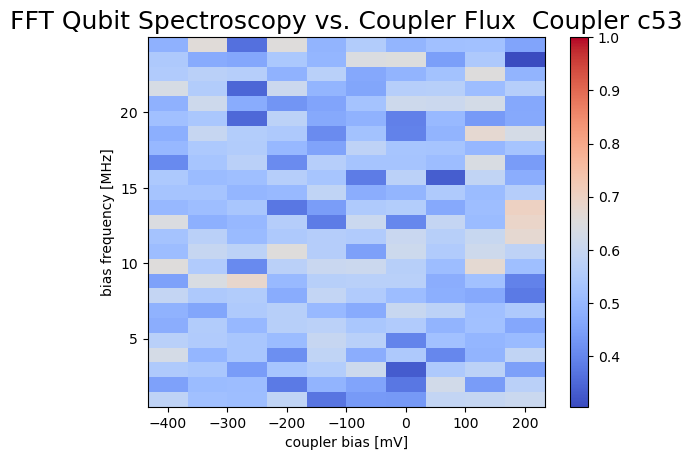 FFT Qubit Spectroscopy vs. Coupler Flux  Coupler c53
1.0
0.9
0.8
0.7
0.6
0.5
0.4
bias frequency [MHz]
20
15
10
5
−400 −300 −200 −100 0 100 200
coupler bias [mV]